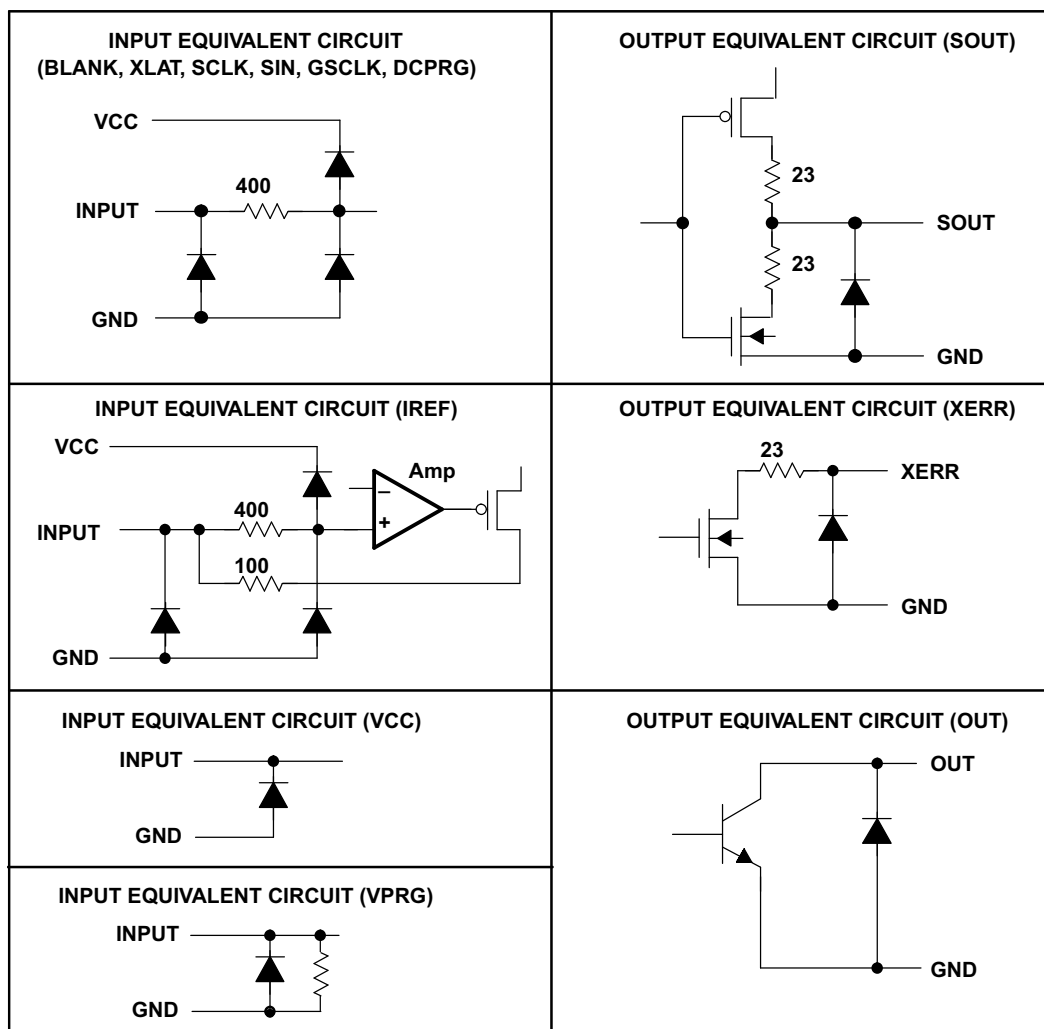 INPUT EQUIVALENT CIRCUIT
(BLANK, XLAT, SCLK, SIN, GSCLK, DCPRG)
VCC
400
INPUT
GND
OUTPUT EQUIVALENT CIRCUIT (SOUT)
23
SOUT
23
GND
INPUT EQUIVALENT CIRCUIT (IREF)
VCC
Amp
400
INPUT
100
GND
OUTPUT EQUIVALENT CIRCUIT (XERR)
23
XERR
GND
INPUT EQUIVALENT CIRCUIT (VCC)
INPUT
GND
INPUT EQUIVALENT CIRCUIT (VPRG)
INPUT
GND
OUTPUT EQUIVALENT CIRCUIT (OUT)
OUT
GND